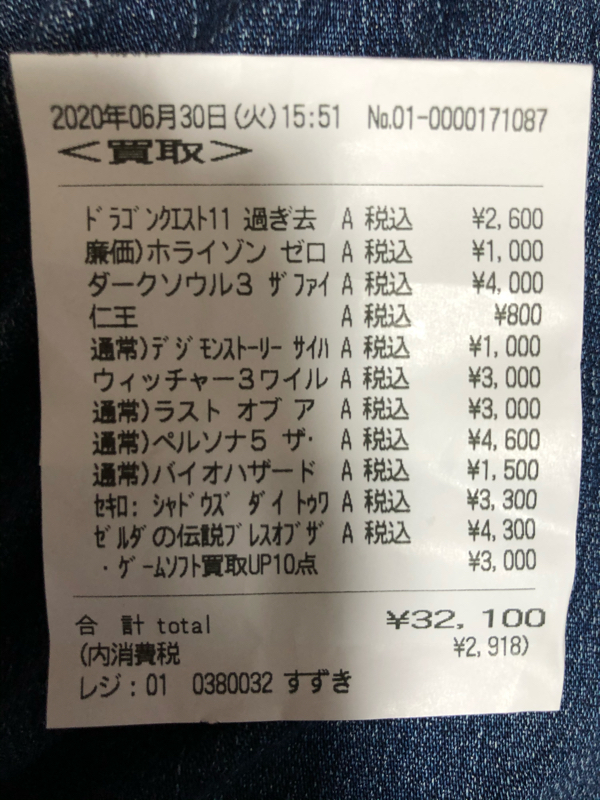 2020年06月30日(火)15:51 No.01-0000171087
<買取>
ﾄﾞﾗｺﾞﾝｸｴｽﾄ11 過ぎ去 A 税込 ¥2,600
廉価)ホライゾン ゼロ A 税込 ¥1,000
ダークソウル3 ｻﾞﾌｧｲ A 税込 ¥4,000
仁王 A 税込 ¥800
通常)デジモンストーリー サイハ A 税込 ¥1,000
ウィッチャー3ワイル A 税込 ¥3,000
通常)ラスト オブ ア A 税込 ¥3,000
通常)ペルソナ5 ザ･ A 税込 ¥4,600
通常)バイオハザード A 税込 ¥1,500
ｾｷﾛ: ｼｬﾄﾞｳｽﾞ ﾀﾞｲ ﾄｩﾜ A 税込 ¥3,300
ｾﾞﾙﾀﾞの伝説ﾌﾞﾚｽｵﾌﾞｻﾞ A 税込 ¥4,300
･ｹﾞｰﾑｿﾌﾄ買取UP10点 ¥3,000
合 計 total ¥32,100
(内消費税 ¥2,918)
レジ:01 0380032 すずき